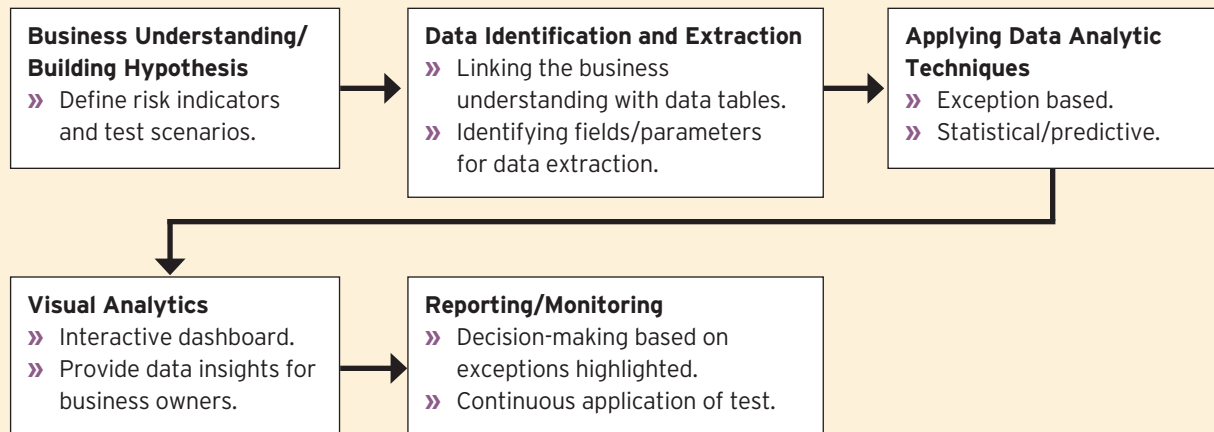 Business Understanding/
Building Hypothesis
» Define risk indicators
and test scenarios.
Data Identification and Extraction
» Linking the business
understanding with data tables.
» Identifying fields/parameters
for data extraction.
Applying Data Analytic
Techniques
» Exception based.
» Statistical/predictive.
Visual Analytics
» Interactive dashboard.
» Provide data insights for
business owners.
Reporting/Monitoring
» Decision-making based on
exceptions highlighted.
» Continuous application of test.